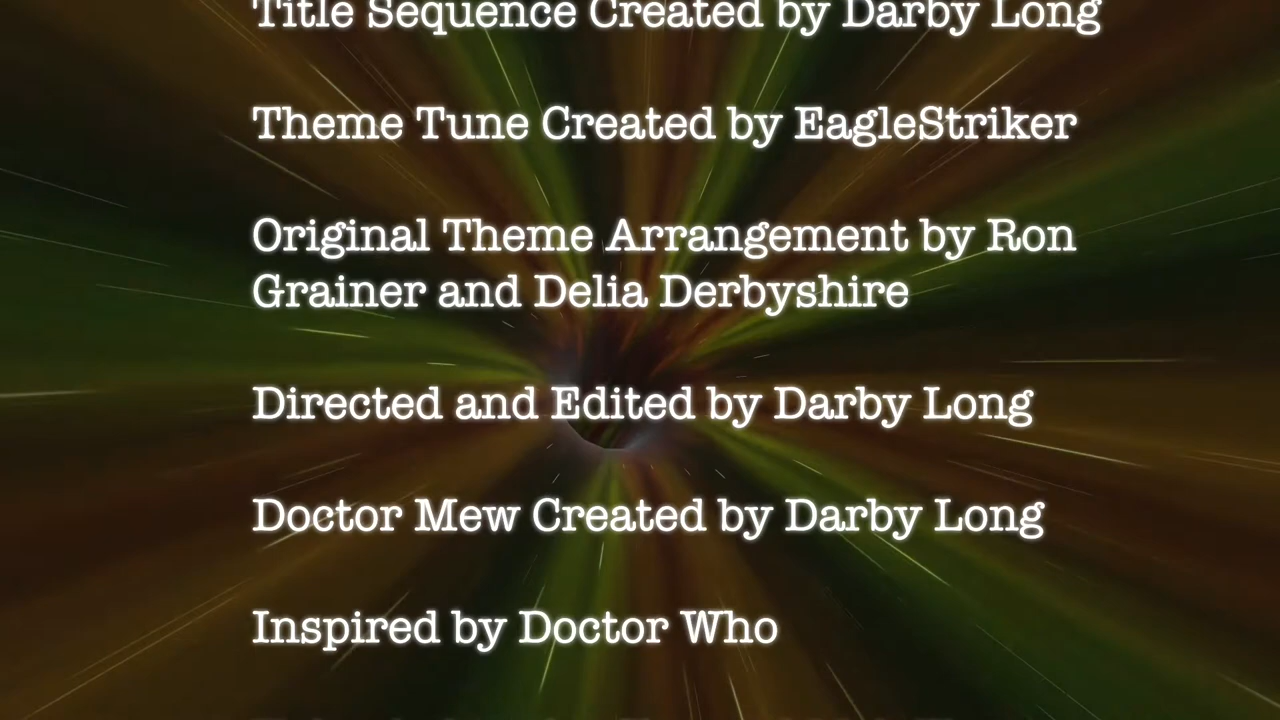 Title Sequence Created by Darby Long
Theme Tune Created by EagleStriker
Original Theme Arrangement by Ron
Grainer and Delia Derbyshire
Directed and Edited by Darby Long
Doctor Mew Created by Darby Long
Inspired by Doctor Who